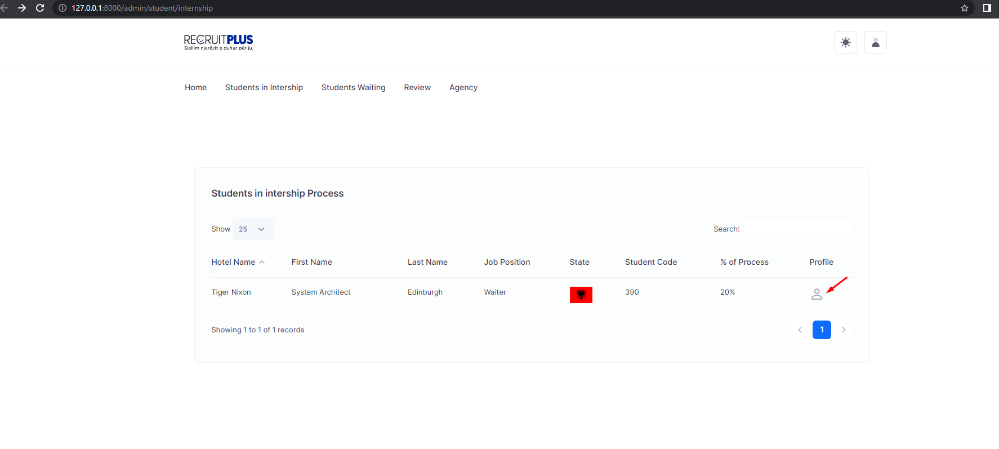 127.0.0.1:8000/admin/student/internship
RECRUITPLUS
Sjellim njerëzit e duhur për ju.
Home Students in Intership Students Waiting Review Agency
Students in intership Process
Show 25 Search:
Hotel Name First Name Last Name Job Position State Student Code % of Process Profile
Tiger Nixon System Architect Edinburgh Waiter 390 20%
Showing 1 to 1 of 1 records 1